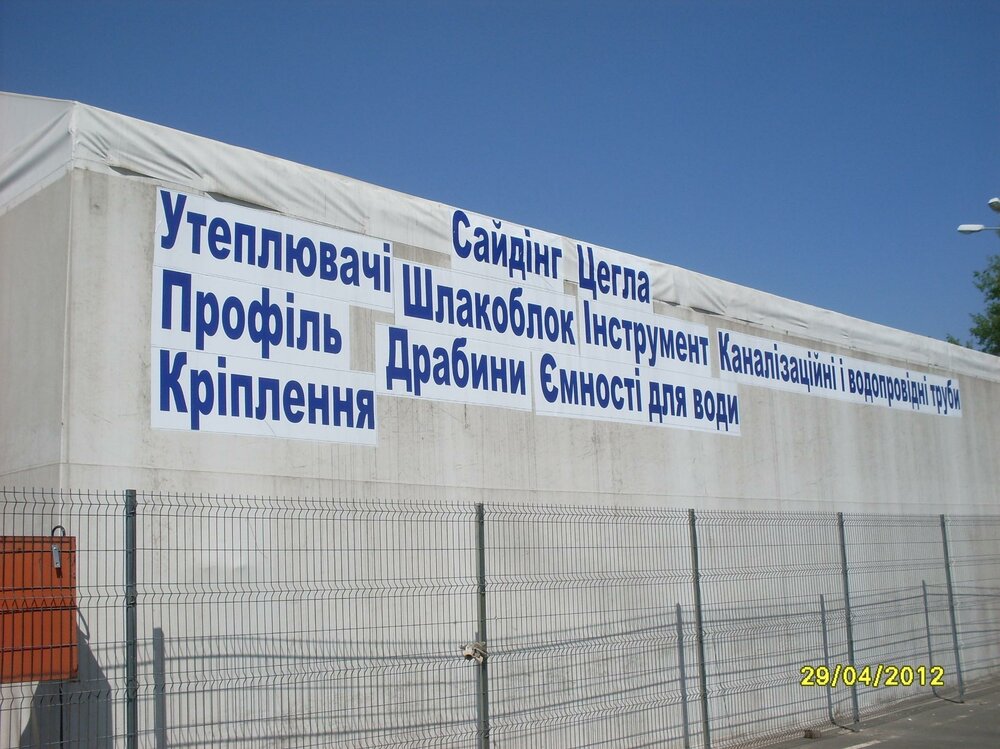 Утеплювачі
Профіль
Кріплення
Сайдінг
Шлакоблок
Драбини
Цегла
Інструмент
Ємності для води
Каналізаційні і водопровідні труби
29/04/2012